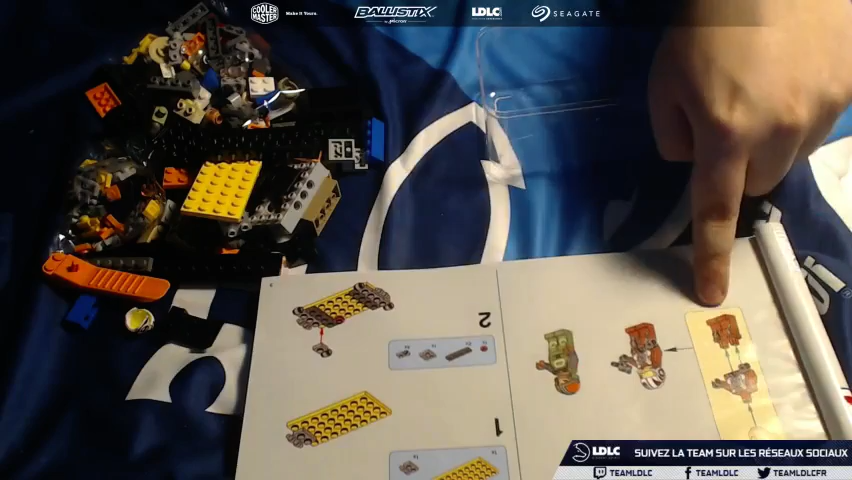 COOLER MASTER
Make It Yours.
BALLISTIX
by Micron
LDLC
SEAGATE
2
1
LDLC
SUIVEZ LA TEAM SUR LES RÉSEAUX SOCIAUX
TEAMLDLC
TEAMLDLC
TEAMLDLCFR